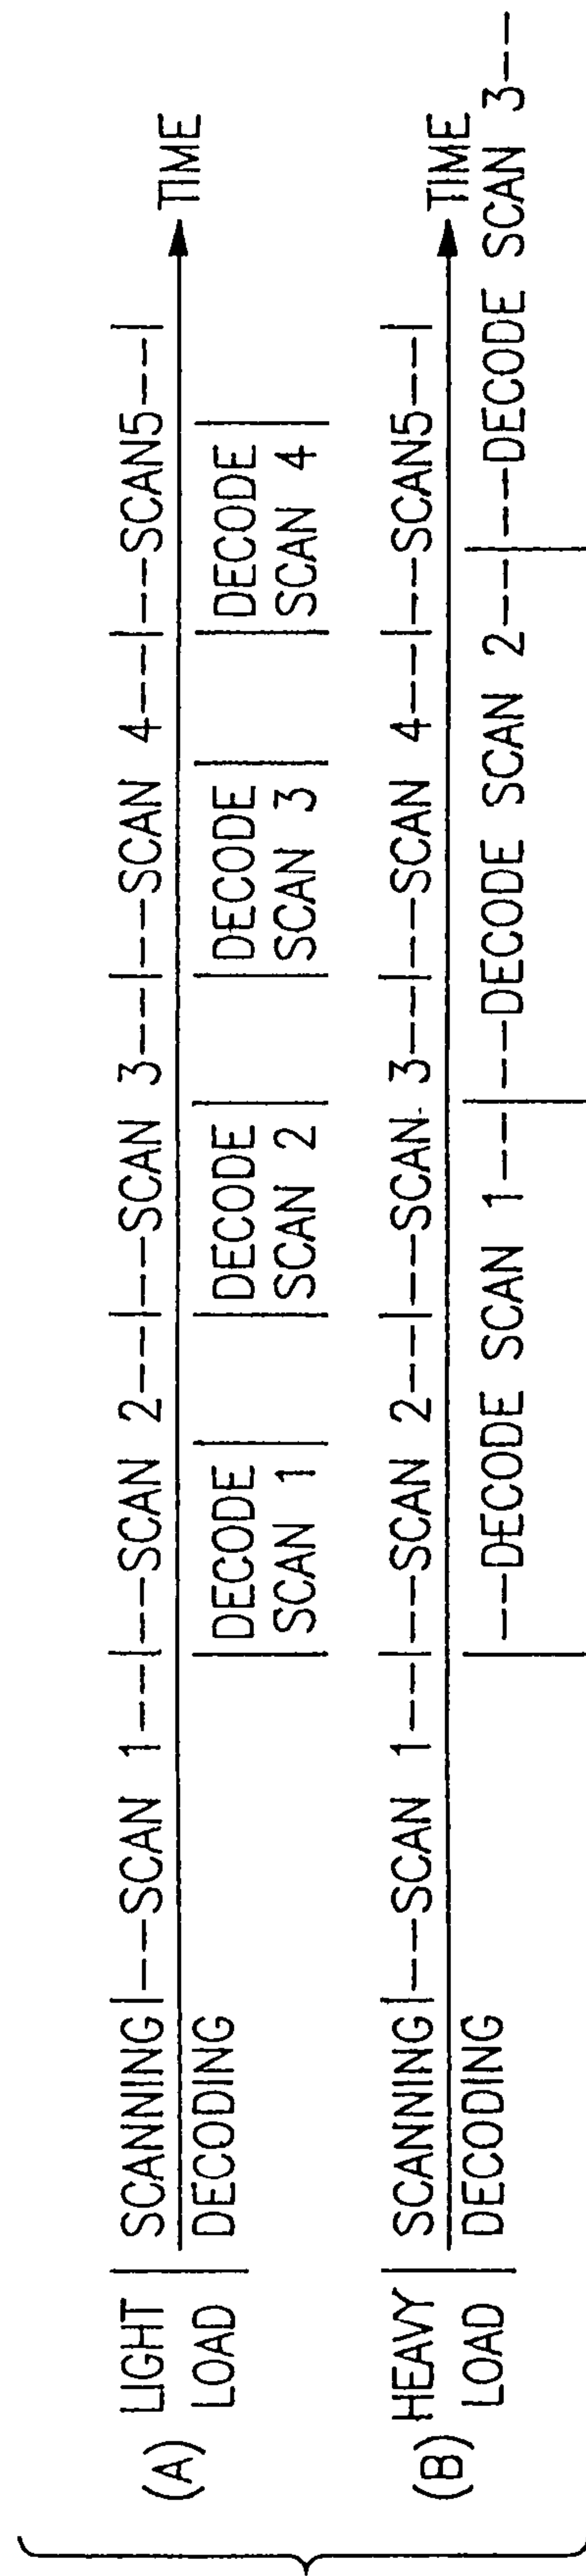 (A) LIGHT LOAD
SCANNING |---SCAN 1---|---SCAN 2---|---SCAN 3---|---SCAN 4---|---SCAN5---|
TIME
DECODING
DECODE SCAN 1
DECODE SCAN 2
DECODE SCAN 3
DECODE SCAN 4
(B) HEAVY LOAD
SCANNING |---SCAN 1---|---SCAN 2---|---SCAN 3---|---SCAN 4---|---SCAN5---|
TIME
DECODING
---DECODE SCAN 1---|---DECODE SCAN 2---|---DECODE SCAN 3---